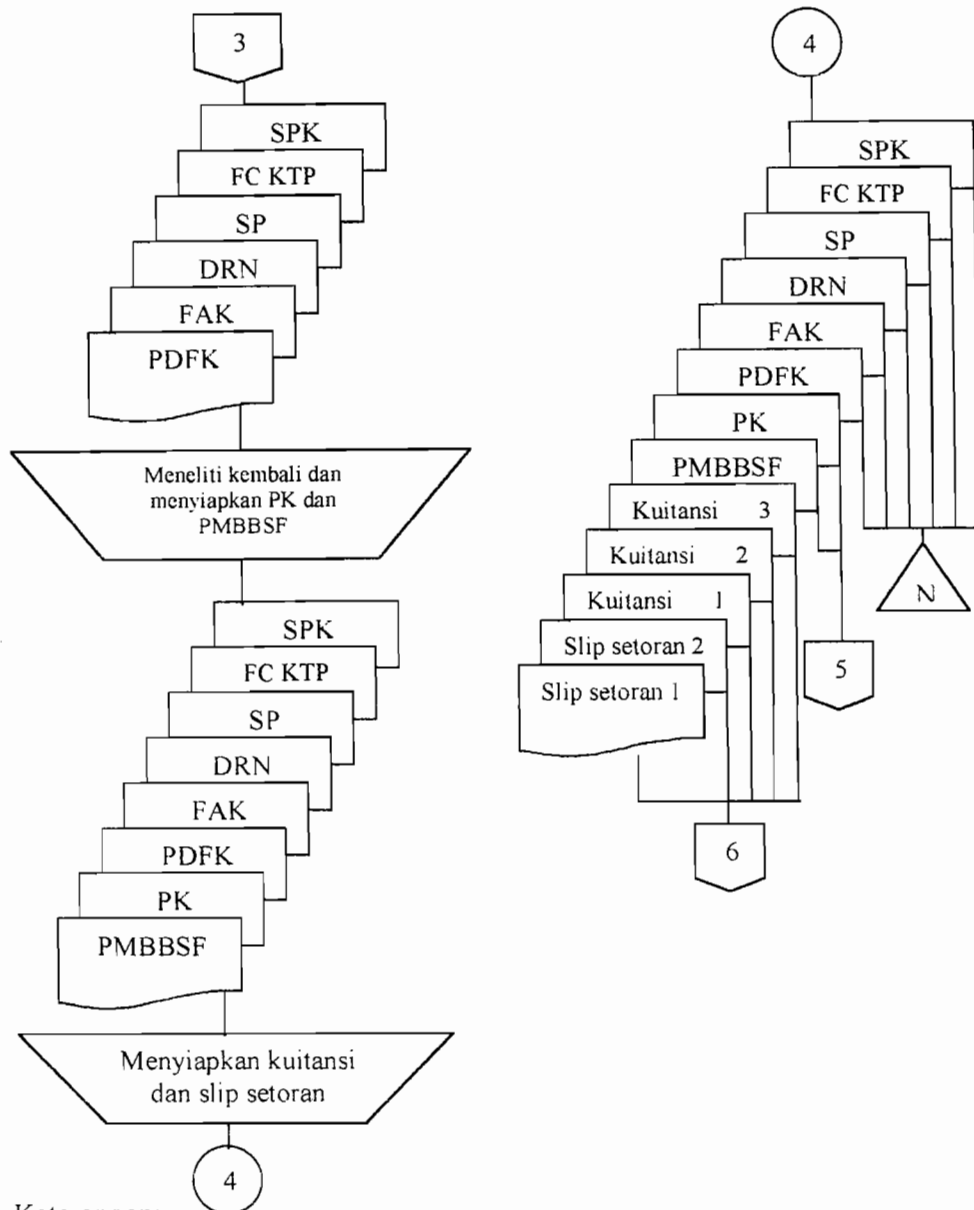 3
SPK
FC KTP
SP
DRN
FAK
PDFK
Meneliti kembali dan
menyiapkan PK dan
PMBBSF
SPK
FC KTP
SP
DRN
FAK
PDFK
PK
PMBBSF
Menyiapkan kuitansi
dan slip setoran
4
4
SPK
FC KTP
SP
DRN
FAK
PDFK
PK
PMBBSF
Kuitansi 3
Kuitansi 2
Kuitansi 1
Slip setoran 2
Slip setoran 1
N
5
6